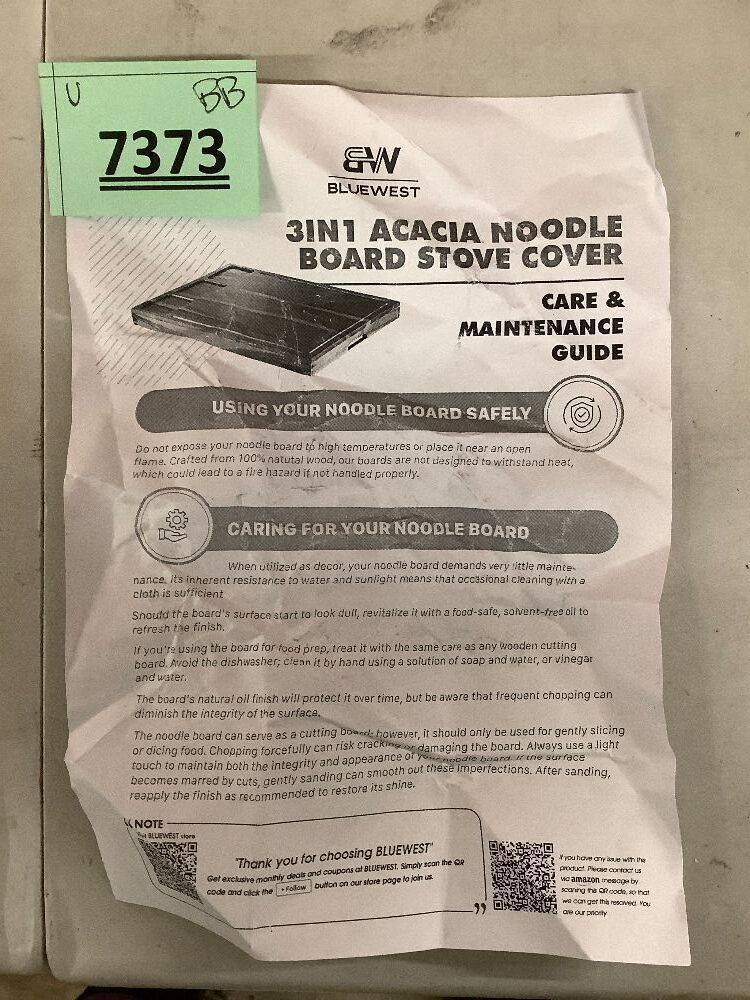 U BB
7373
BW
BLUEWEST
3IN1 ACACIA NOODLE
BOARD STOVE COVER
CARE &
MAINTENANCE
GUIDE
USING YOUR NOODLE BOARD SAFELY
Do not expose your noodle board to high temperatures or place it near an open
flame. Crafted from 100% natural wood, our boards are not designed to withstand heat,
which could lead to a fire hazard if not handled properly.
CARING FOR YOUR NOODLE BOARD
When utilized as decor, your noodle board demands very little mainte-
nance. Its inherent resistance to water and sunlight means that occasional cleaning with a
cloth is sufficient
Should the board's surface start to look dull, revitalize it with a food-safe, solvent-free oil to
refresh the finish.
If you're using the board for food prep, treat it with the same care as any wooden cutting
board. Avoid the dishwasher; clean it by hand using a solution of soap and water, or vinegar
and water.
The board's natural oil finish will protect it over time, but be aware that frequent chopping can
diminish the integrity of the surface.
The noodle board can serve as a cutting board; however, it should only be used for gently slicing
or dicing food. Chopping forcefully can risk cracking or damaging the board. Always use a light
touch to maintain both the integrity and appearance of your noodle board. If the surface
becomes marred by cuts, gently sanding can smooth out these imperfections. After sanding,
reapply the finish as recommended to restore its shine.
K NOTE
BLUEWEST store
"Thank you for choosing BLUEWEST"
Get exclusive monthly deals and coupons at BLUEWEST. Simply scan the QR
code and click the + Follow button on our store page to join us.
If you have any issue with the
product. Please contact us
via amazon message by
scaning this QR code, so that
we can get this resolved. You
are our priority